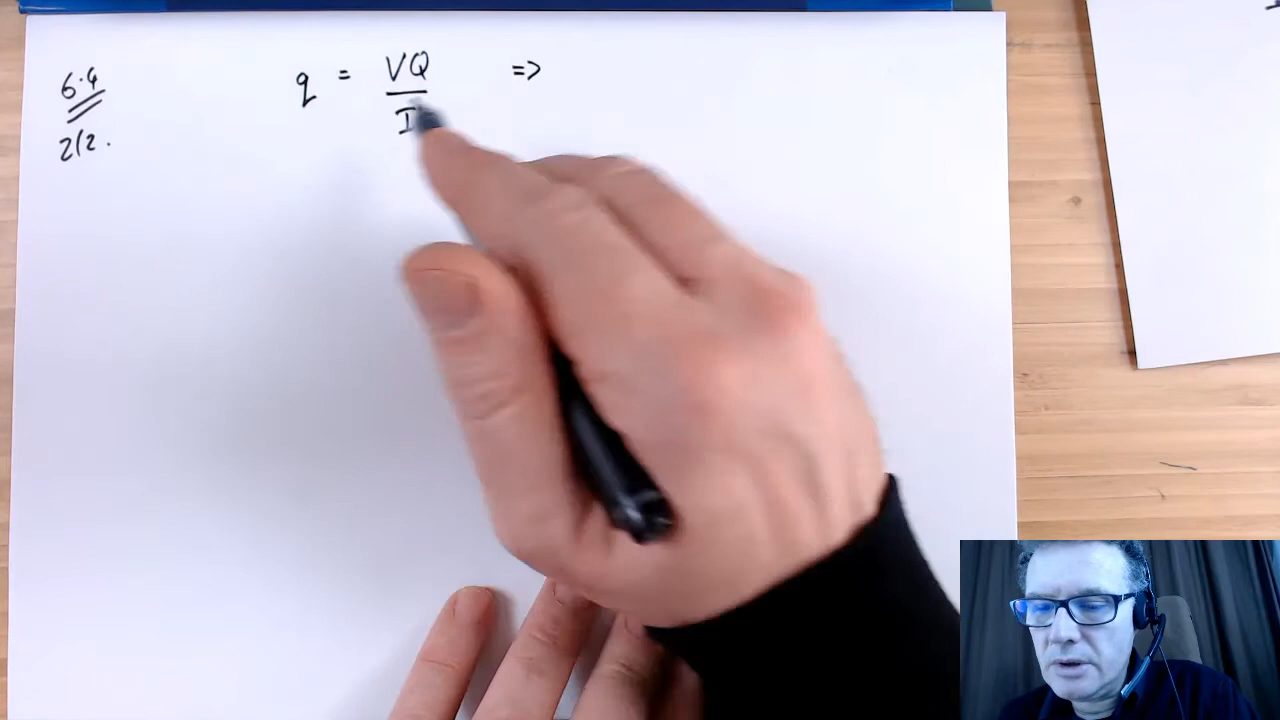 6.4
2/2.
q = VQ/I =>